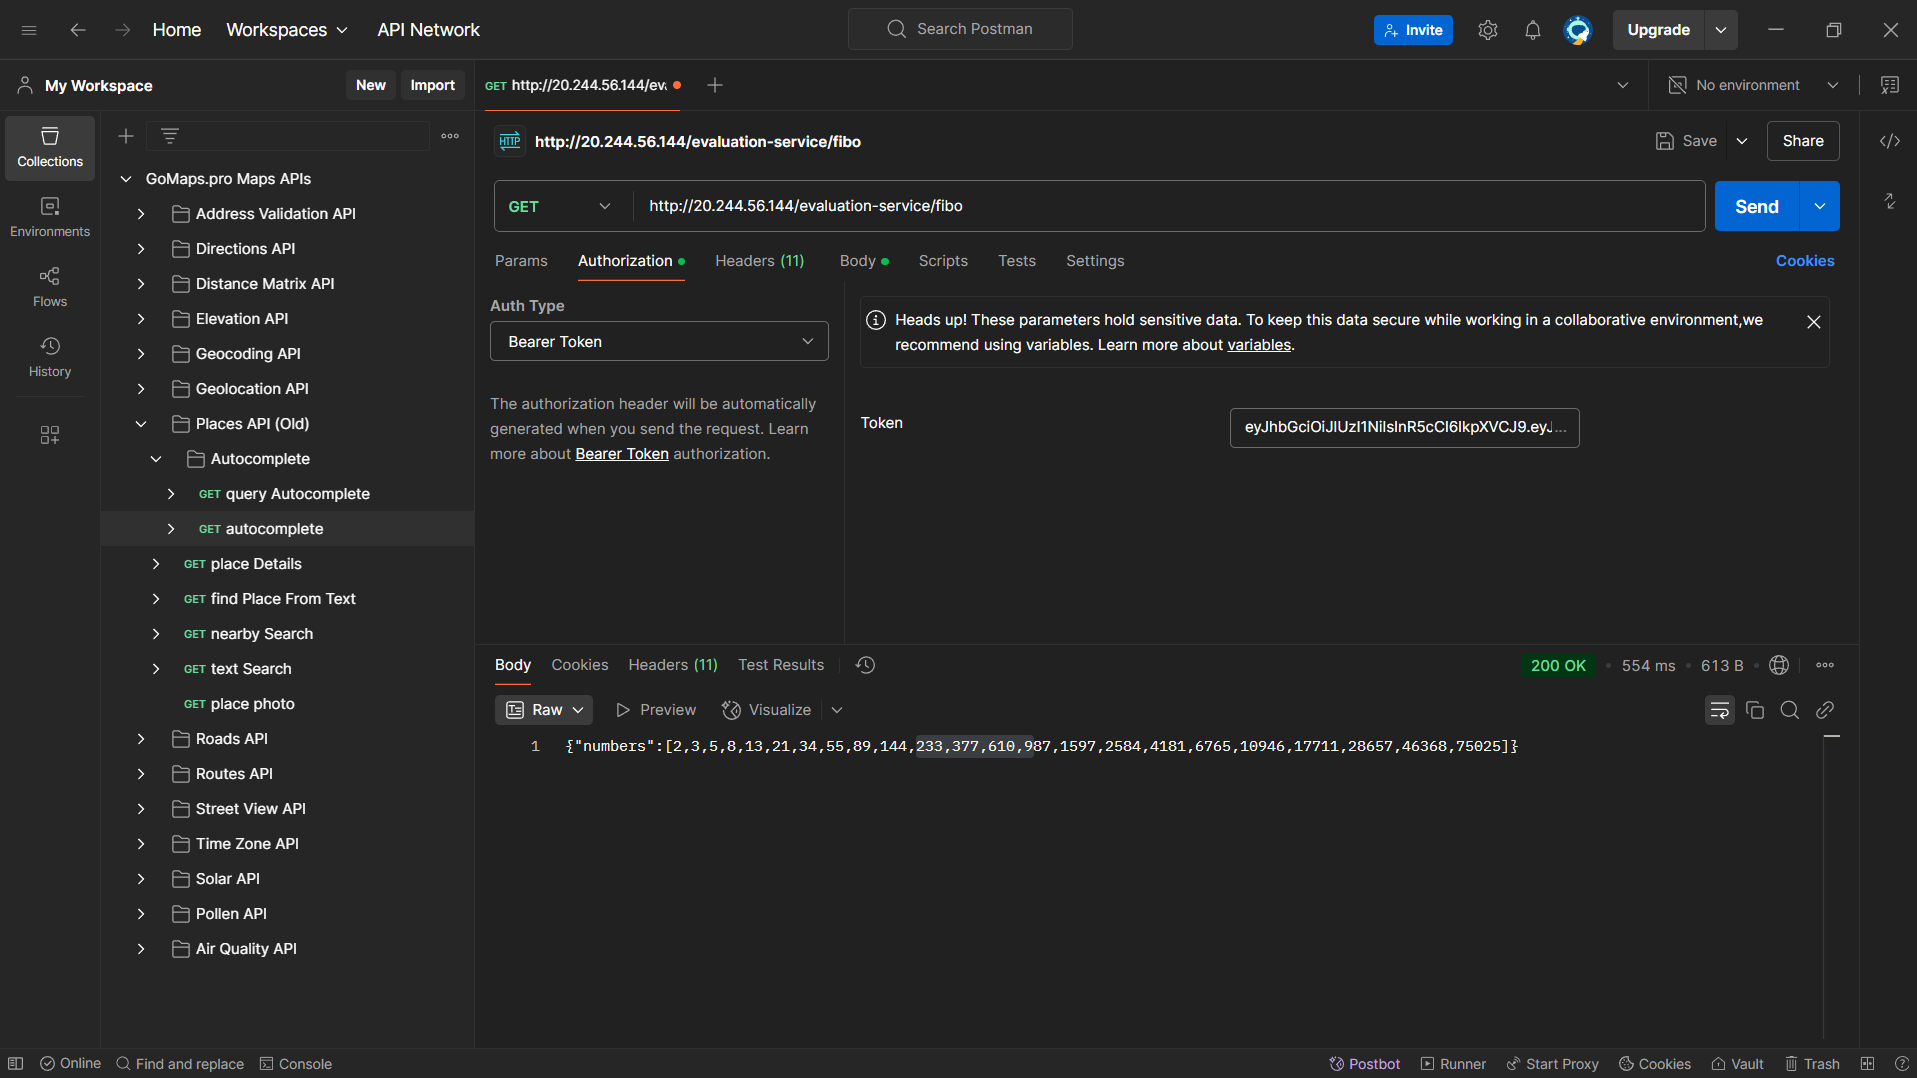 Home Workspaces API Network Search Postman Invite Upgrade
My Workspace New Import GET http://20.244.56.144/eva No environment
Collections
Environments
Flows
History
GoMaps.pro Maps APIs
Address Validation API
Directions API
Distance Matrix API
Elevation API
Geocoding API
Geolocation API
Places API (Old)
Autocomplete
GET query Autocomplete
GET autocomplete
GET place Details
GET find Place From Text
GET nearby Search
GET text Search
GET place photo
Roads API
Routes API
Street View API
Time Zone API
Solar API
Pollen API
Air Quality API
HTTP http://20.244.56.144/evaluation-service/fibo Save Share
GET http://20.244.56.144/evaluation-service/fibo Send
Params Authorization Headers (11) Body Scripts Tests Settings Cookies
Auth Type
Bearer Token
The authorization header will be automatically
generated when you send the request. Learn
more about Bearer Token authorization.
Heads up! These parameters hold sensitive data. To keep this data secure while working in a collaborative environment,we
recommend using variables. Learn more about variables.
Token eyJhbGciOiJIUzI1NiIsInR5cCI6IkpXVCJ9.eyJ...
Body Cookies Headers (11) Test Results 200 OK • 554 ms • 613 B •
Raw Preview Visualize
1 {"numbers":[2,3,5,8,13,21,34,55,89,144,233,377,610,987,1597,2584,4181,6765,10946,17711,28657,46368,75025]}
Online Find and replace Console Postbot Runner Start Proxy Cookies Vault Trash